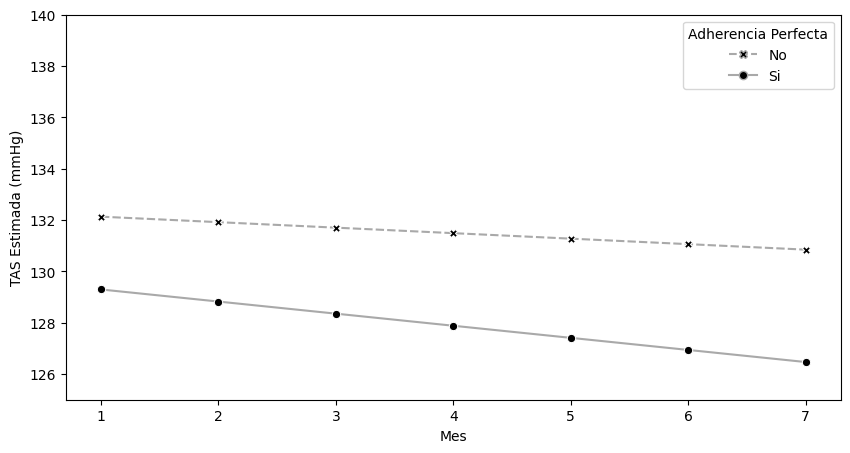 140
138
136
134
132
130
128
126
TAS Estimada (mmHg)
Adherencia Perfecta
No
Si
1 2 3 4 5 6 7
Mes